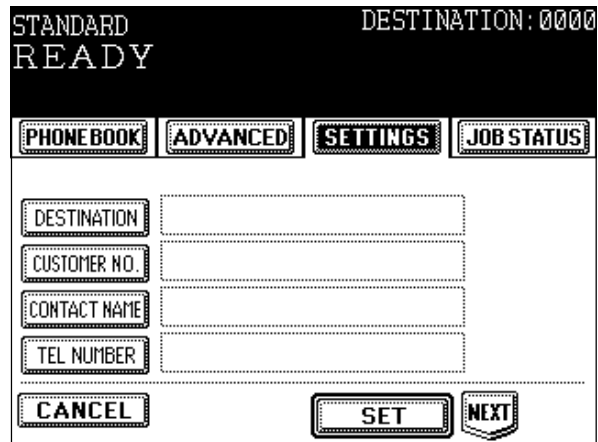 STANDARD DESTINATION:0000
READY
PHONE BOOK ADVANCED SETTINGS JOB STATUS
DESTINATION
CUSTOMER NO.
CONTACT NAME
TEL NUMBER
CANCEL SET NEXT